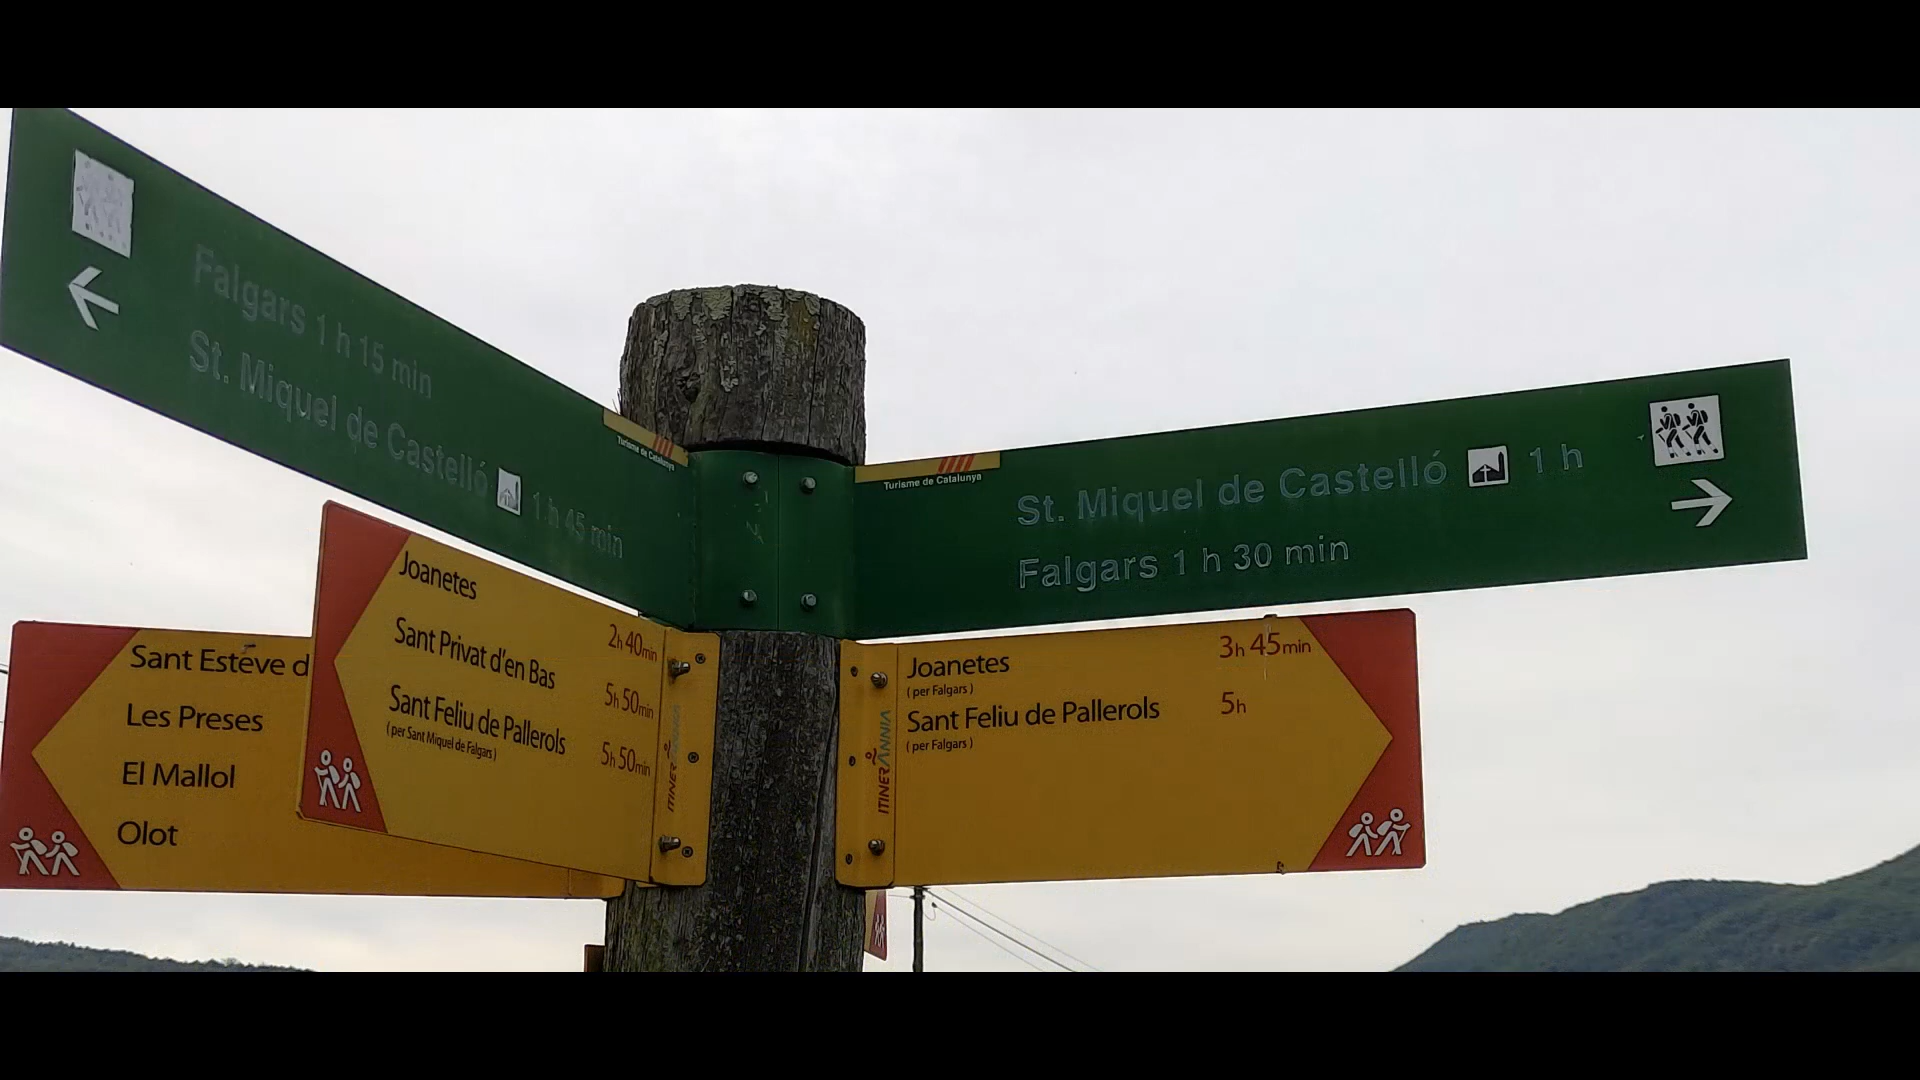 Falgars 1 h 15 min
St. Miquel de Castelló 1 h 45 min
Turisme de Catalunya
Turisme de Catalunya
St. Miquel de Castelló 1 h
Falgars 1 h 30 min
Joanetes 2h 40min
Sant Privat d'en Bas 5h 50min
Sant Feliu de Pallerols 5h 50min
(per Sant Miquel de Falgars)
ITINERÀNNIA
Sant Esteve d
Les Preses
El Mallol
Olot
Joanetes 3h 45min
(per Falgars)
Sant Feliu de Pallerols 5h
(per Falgars)
ITINERÀNNIA